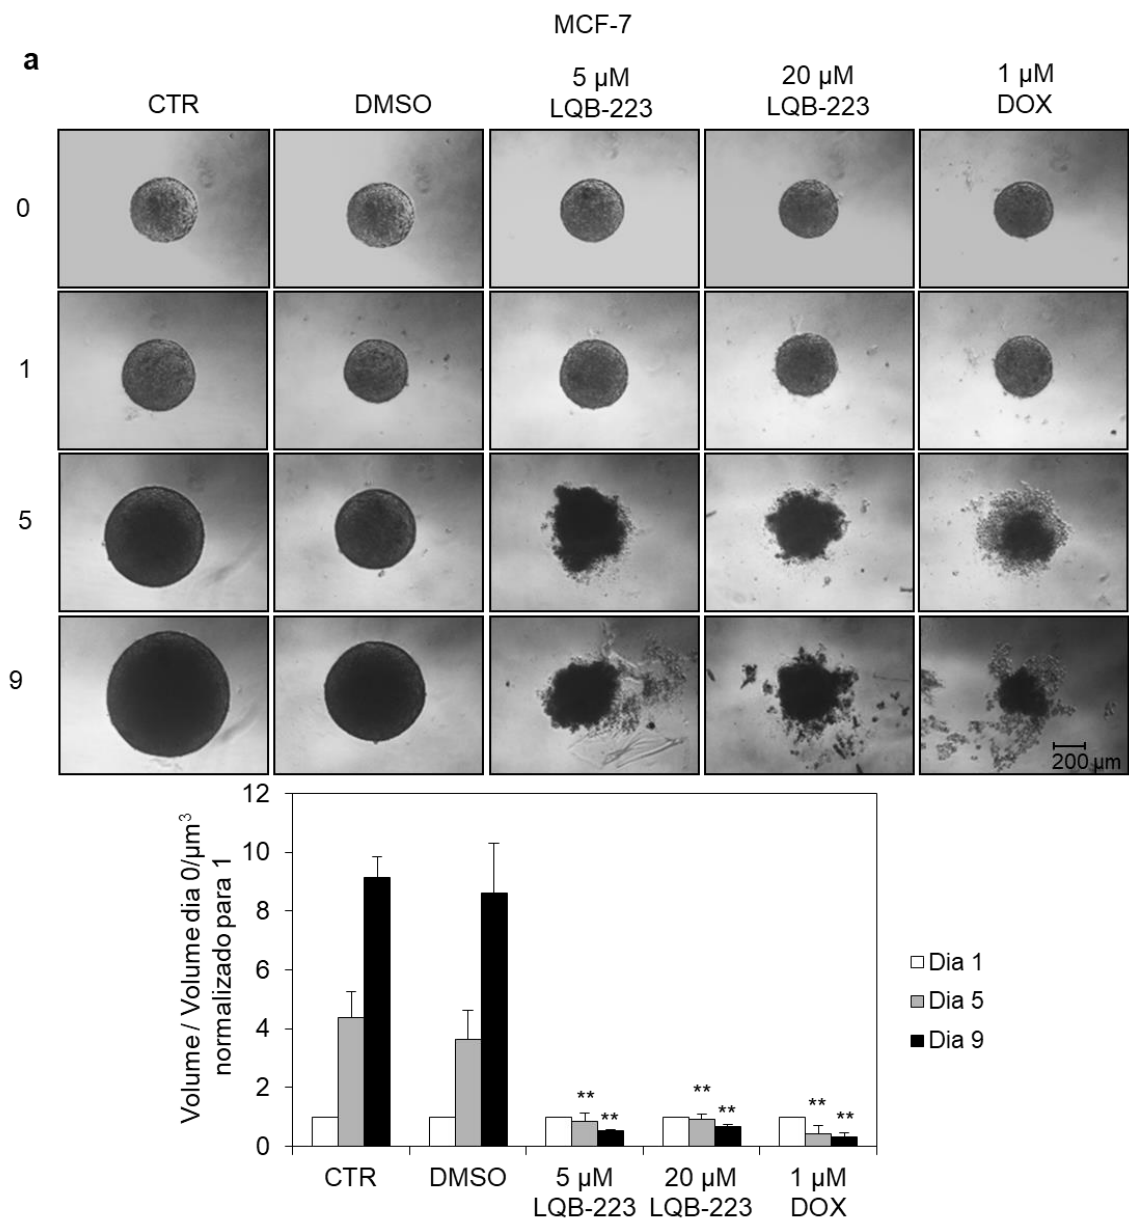 MCF-7
a
CTR
DMSO
5 µM
LQB-223
20 µM
LQB-223
1 µM
DOX
0
1
5
9
200 µm
Volume / Volume dia 0/µm³
normalizado para 1
12
10
8
6
4
2
0
** **
** **
** **
Dia 1
Dia 5
Dia 9
CTR
DMSO
5 µM
LQB-223
20 µM
LQB-223
1 µM
DOX